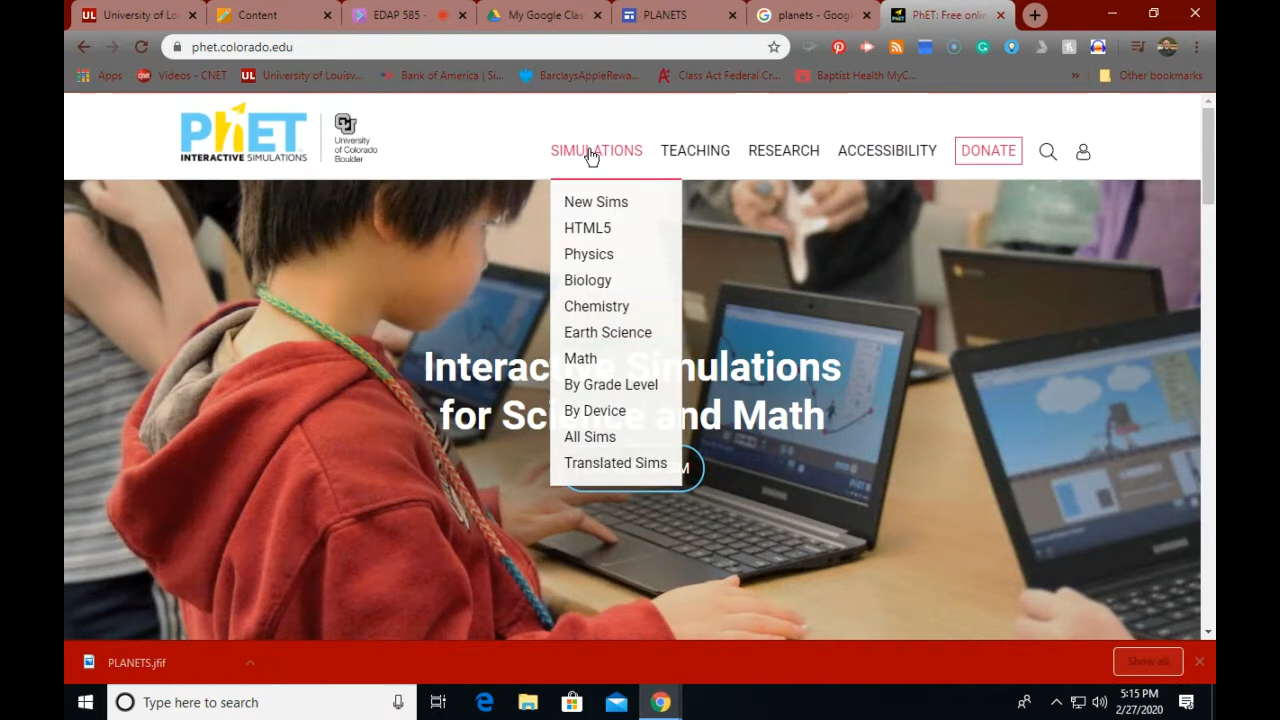 University of Lo
Content
EDAP 585 -
My Google Clas
PLANETS
planets - Googl
PhET: Free onlin
phet.colorado.edu
Apps
Videos - CNET
University of Louisv...
Bank of America | Si...
BarclaysAppleRewa...
Class Act Federal Cr...
Baptist Health MyC...
Other bookmarks
PhET
INTERACTIVE SIMULATIONS
University
of Colorado
Boulder
SIMULATIONS
TEACHING
RESEARCH
ACCESSIBILITY
DONATE
New Sims
HTML5
Physics
Biology
Chemistry
Earth Science
Math
By Grade Level
By Device
All Sims
Translated Sims
Interactive Simulations
for Science and Math
PLANETS.jfif
Show all
Type here to search
5:15 PM
2/27/2020